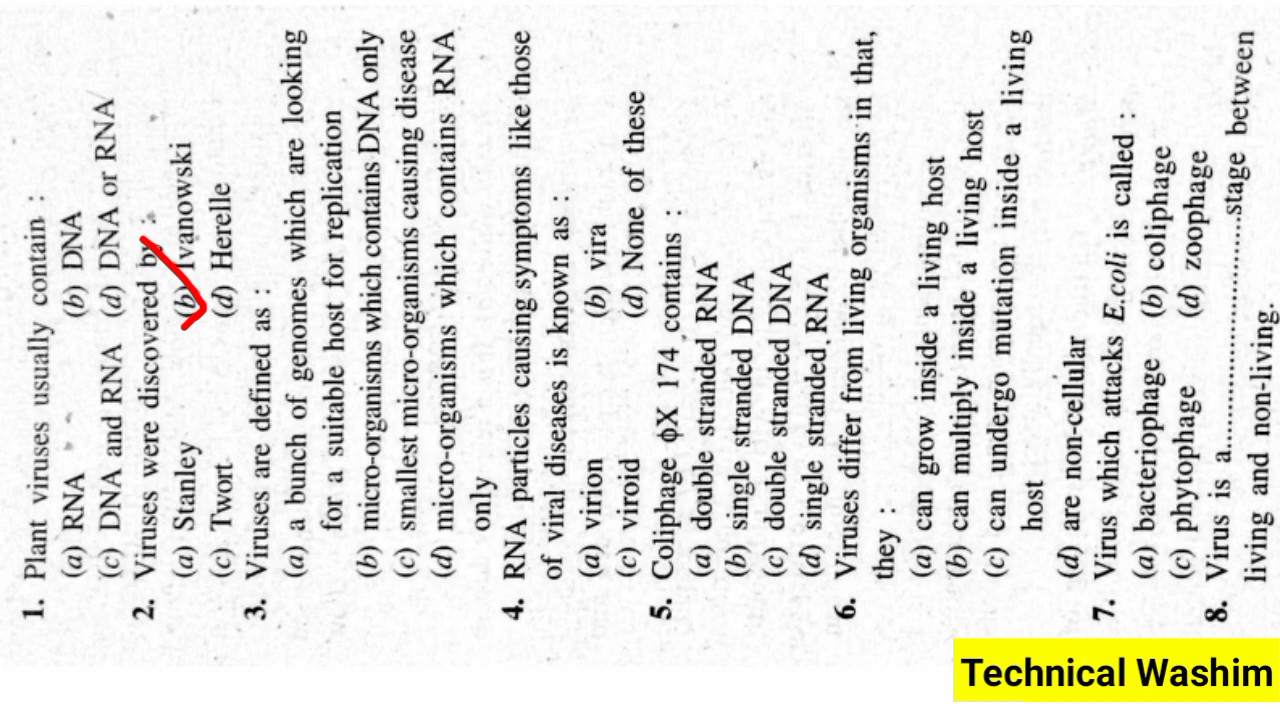 1. Plant viruses usually contain :
(a) RNA (b) DNA
(c) DNA and RNA (d) DNA or RNA
2. Viruses were discovered by :
(a) Stanley (b) Ivanowski
(c) Twort (d) Herelle
3. Viruses are defined as :
(a) a bunch of genomes which are looking
for a suitable host for replication
(b) micro-organisms which contains DNA only
(c) smallest micro-organisms causing disease
(d) micro-organisms which contains RNA
only
4. RNA particles causing symptoms like those
of viral diseases is known as :
(a) virion (b) vira
(c) viroid (d) None of these
5. Coliphage ϕX 174 contains :
(a) double stranded RNA
(b) single stranded DNA
(c) double stranded DNA
(d) single stranded RNA
6. Viruses differ from living organisms in that,
they :
(a) can grow inside a living host
(b) can multiply inside a living host
(c) can undergo mutation inside a living
host
(d) are non-cellular
7. Virus which attacks E.coli is called :
(a) bacteriophage (b) coliphage
(c) phytophage (d) zoophage
8. Virus is a........................stage between
living and non-living.
Technical Washim